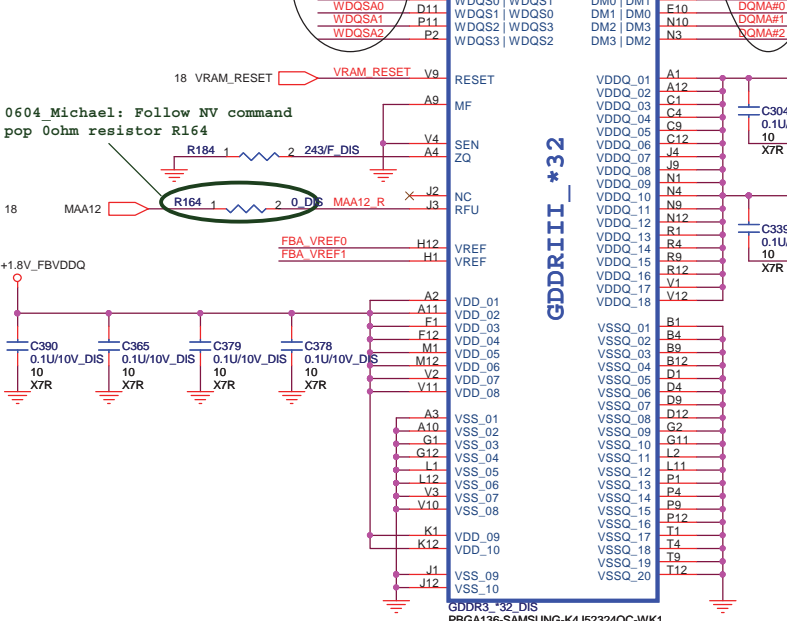 WDQSA0 D11 WDQS0 | WDQS1 DM0 | DM1 E10 DQMA#0
WDQSA1 P11 WDQS1 | WDQS0 DM1 | DM0 N10 DQMA#1
WDQSA2 P2 WDQS2 | WDQS3 DM2 | DM3 N3 DQMA#2
WDQS3 | WDQS2 DM3 | DM2
18 VRAM_RESET VRAM_RESET V9 RESET
0604_Michael: Follow NV command
pop 0ohm resistor R164
A9 MF
V4 SEN
R184 1 2 243/F_DIS A4 ZQ
J2 NC
18 MAA12 R164 1 2 0_DIS MAA12_R J3 RFU
FBA_VREF0 H12 VREF
FBA_VREF1 H1 VREF
+1.8V_FBVDDQ
A2 VDD_01
A11 VDD_02
F1 VDD_03
F12 VDD_04
M1 VDD_05
M12 VDD_06
V2 VDD_07
V11 VDD_08
C390
0.1U/10V_DIS
10
X7R
C365
0.1U/10V_DIS
10
X7R
C379
0.1U/10V_DIS
10
X7R
C378
0.1U/10V_DIS
10
X7R
A3 VSS_01
A10 VSS_02
G1 VSS_03
G12 VSS_04
L1 VSS_05
L12 VSS_06
V3 VSS_07
V10 VSS_08
K1 VDD_09
K12 VDD_10
J1 VSS_09
J12 VSS_10
GDDRIII_*32
VDDQ_01 A1
VDDQ_02 A12
VDDQ_03 C1
VDDQ_04 C4
VDDQ_05 C9
VDDQ_06 C12
VDDQ_07 J4
VDDQ_08 J9
VDDQ_09 N1
VDDQ_10 N4
VDDQ_11 N9
VDDQ_12 N12
VDDQ_13 R1
VDDQ_14 R4
VDDQ_15 R9
VDDQ_16 R12
VDDQ_17 V1
VDDQ_18 V12
C304
0.1U/
10
X7R
C339
0.1U/
10
X7R
VSSQ_01 B1
VSSQ_02 B4
VSSQ_03 B9
VSSQ_04 B12
VSSQ_05 D1
VSSQ_06 D4
VSSQ_07 D9
VSSQ_08 D12
VSSQ_09 G2
VSSQ_10 G11
VSSQ_11 L2
VSSQ_12 L11
VSSQ_13 P1
VSSQ_14 P4
VSSQ_15 P9
VSSQ_16 P12
VSSQ_17 T1
VSSQ_18 T4
VSSQ_19 T9
VSSQ_20 T12
GDDR3_*32_DIS
PBGA136-SAMSUNG-K4J52324QC-WK1